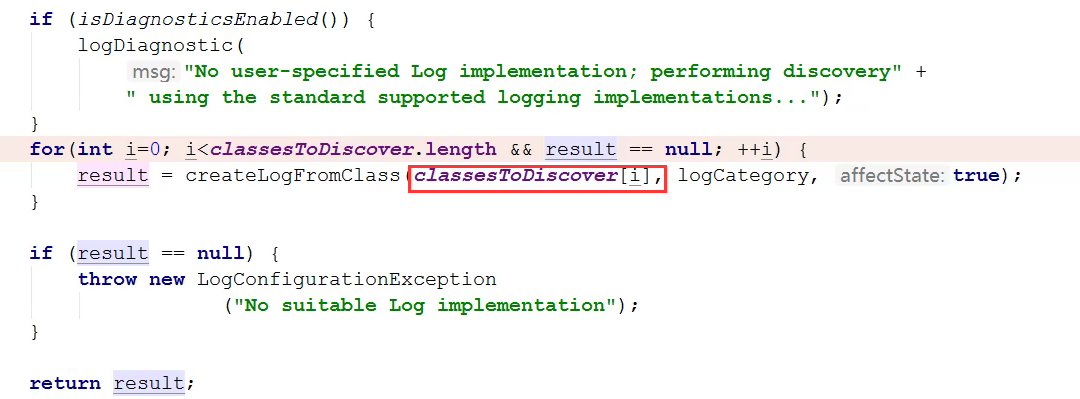 if (isDiagnosticsEnabled()) {
logDiagnostic(
msg: "No user-specified Log implementation; performing discovery" +
" using the standard supported logging implementations...");
}
for(int i=0; i<classesToDiscover.length && result == null; ++i) {
result = createLogFromClass(classesToDiscover[i], logCategory, affectState: true);
}
if (result == null) {
throw new LogConfigurationException
("No suitable Log implementation");
}
return result;